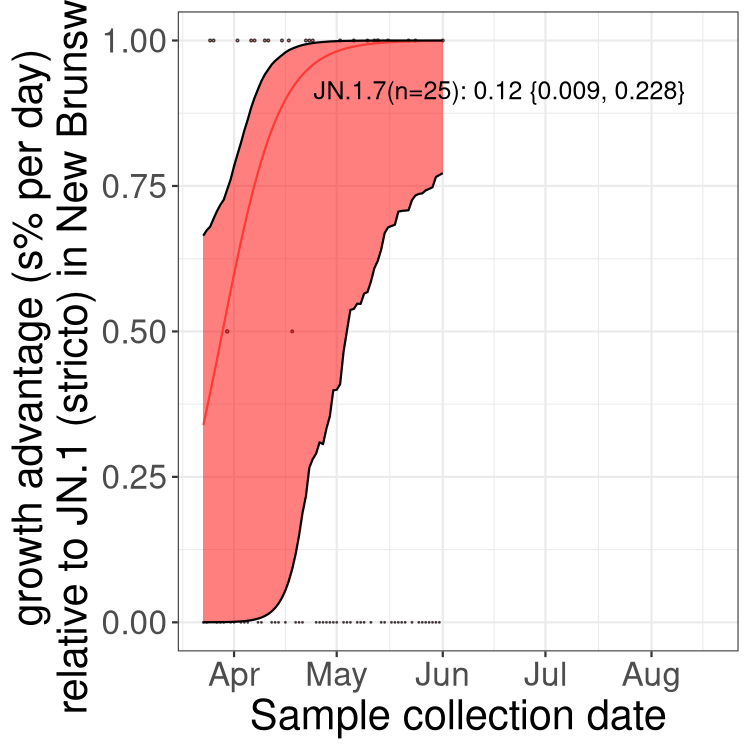 growth advantage (s% per day)
relative to JN.1 (stricto) in New Brunsw
1.00
0.75
0.50
0.25
0.00
JN.1.7(n=25): 0.12 {0.009, 0.228}
Apr May Jun Jul Aug
Sample collection date